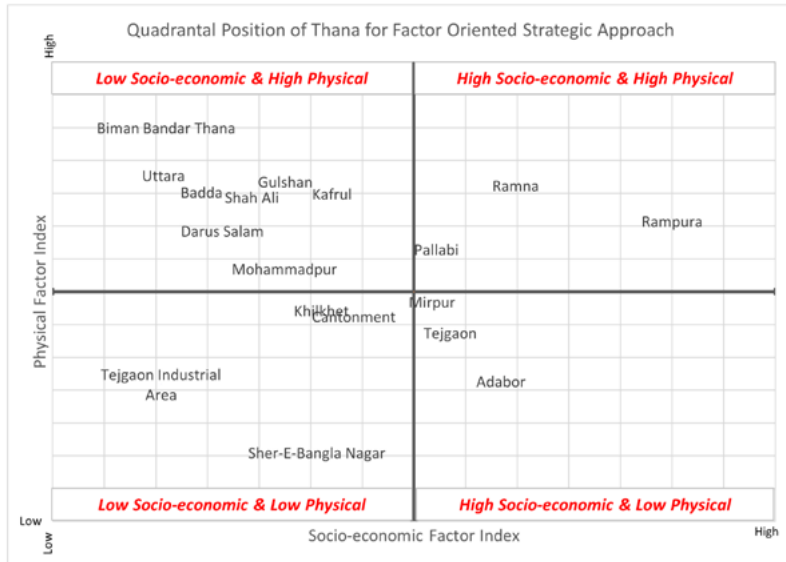 Quadrantal Position of Thana for Factor Oriented Strategic Approach
High
Low Socio-economic & High Physical
High Socio-economic & High Physical
Biman Bandar Thana
Uttara
Gulshan
Badda
Shah Ali
Kafrul
Ramna
Rampura
Darus Salam
Pallabi
Mohammadpur
Physical Factor Index
Mirpur
Khilkhet
Cantonment
Tejgaon
Tejgaon Industrial
Area
Adabor
Sher-E-Bangla Nagar
Low Socio-economic & Low Physical
High Socio-economic & Low Physical
Low
Low
Socio-economic Factor Index
High